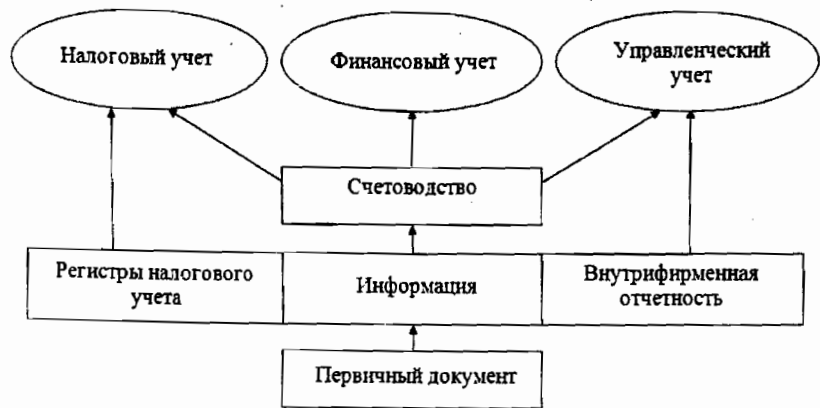 Налоговый учет
Финансовый учет
Управленческий
учет
Счетоводство
Регистры налогового
учета
Информация
Внутрифирменная
отчетность
Первичный документ